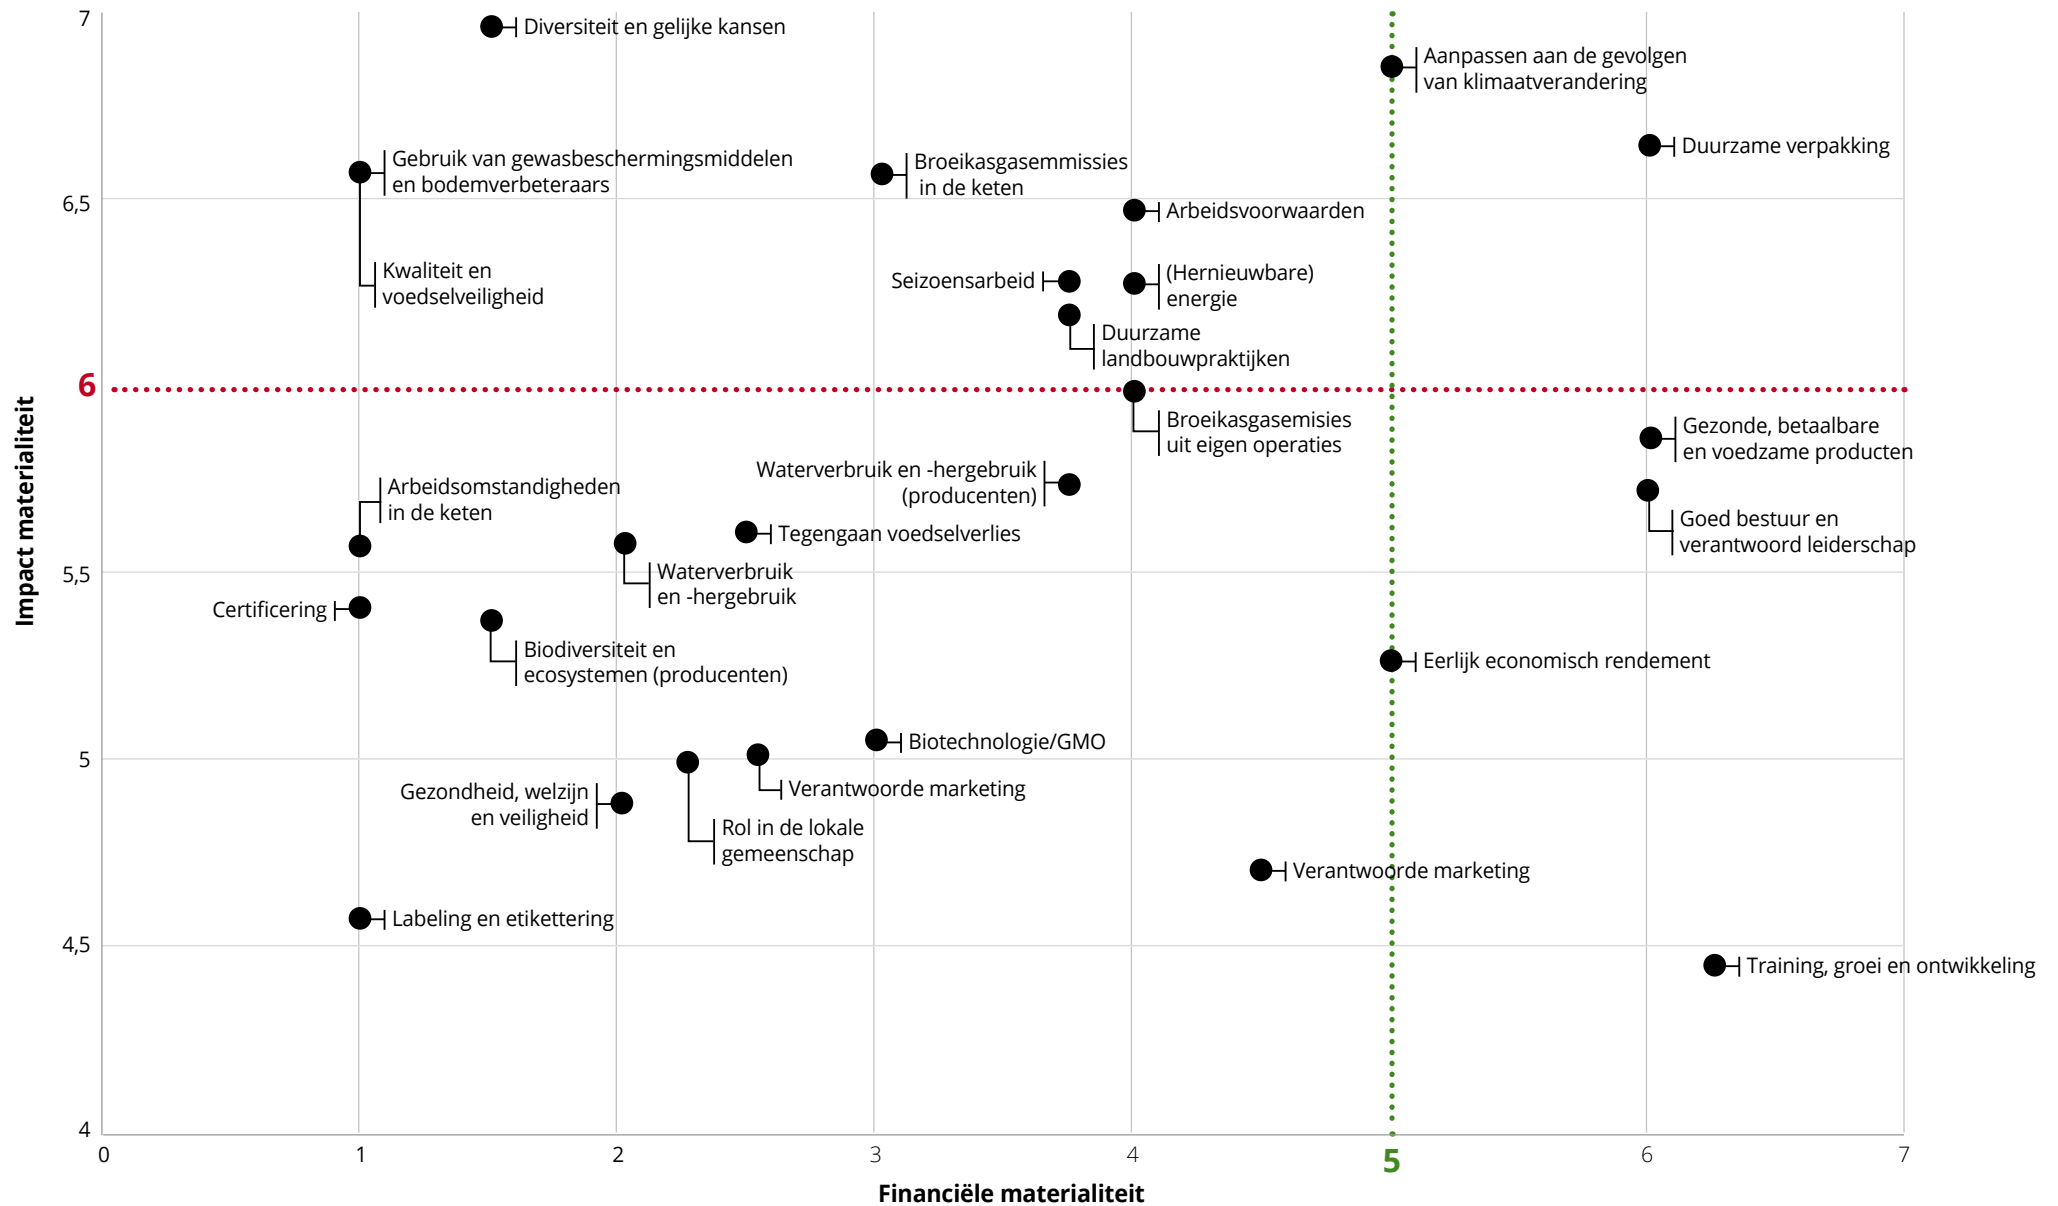 7
Diversiteit en gelijke kansen
Aanpassen aan de gevolgen
van klimaatverandering
Duurzame verpakking
Gebruik van gewasbeschermingsmiddelen
en bodemverbeteraars
Broeikasgasemmissies
in de keten
6,5
Arbeidsvoorwaarden
Kwaliteit en
voedselveiligheid
Seizoensarbeid
(Hernieuwbare)
energie
Duurzame
landbouwpraktijken
6
Broeikasgasemisies
uit eigen operaties
Gezonde, betaalbare
en voedzame producten
Waterverbruik en -hergebruik
(producenten)
Arbeidsomstandigheden
in de keten
Goed bestuur en
verantwoord leiderschap
Tegengaan voedselverlies
Impact materialiteit
5,5
Waterverbruik
en -hergebruik
Certificering
Biodiversiteit en
ecosystemen (producenten)
Eerlijk economisch rendement
Biotechnologie/GMO
5
Verantwoorde marketing
Gezondheid, welzijn
en veiligheid
Rol in de lokale
gemeenschap
Verantwoorde marketing
Labeling en etikettering
4,5
Training, groei en ontwikkeling
4
0 1 2 3 4 5 6 7
Financiële materialiteit